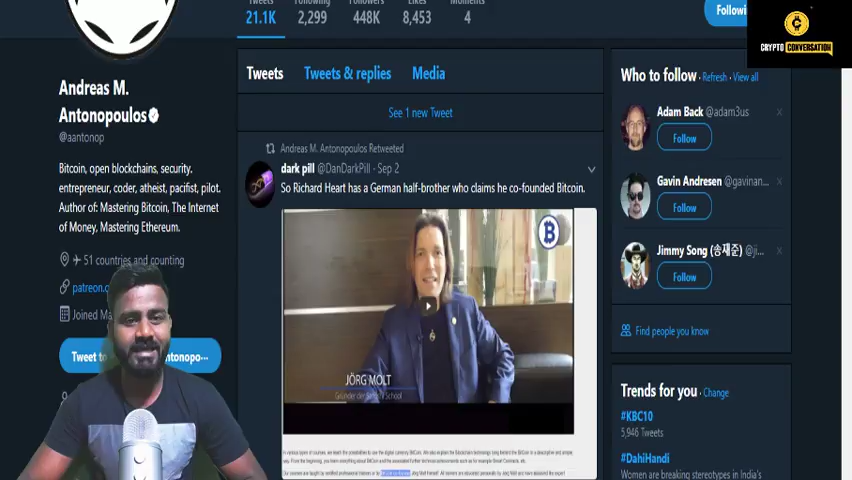 Tweets Following Followers Likes Moments
21.1K 2,299 448K 8,453 4
Followi
CRYPTO CONVERSATION
Andreas M.
Antonopoulos
@aantonop
Bitcoin, open blockchains, security.
entrepreneur, coder, atheist, pacifist, pilot.
Author of: Mastering Bitcoin, The Internet
of Money, Mastering Ethereum.
51 countries and counting
patreon.c
Joined Ma
Tweet to ntonopo...
Tweets Tweets & replies Media
See 1 new Tweet
Andreas M. Antonopoulos Retweeted
dark pill @DanDarkPill · Sep 2
So Richard Heart has a German half-brother who claims he co-founded Bitcoin.
B
JÖRG MOLT
Gründer der School
Who to follow · Refresh · View all
Adam Back @adam3us
Follow
Gavin Andresen @gavinan...
Follow
Jimmy Song (송재준) @ji...
Follow
Find people you know
Trends for you · Change
#KBC10
5,946 Tweets
#DahiHandi
Women are breaking stereotypes in India's